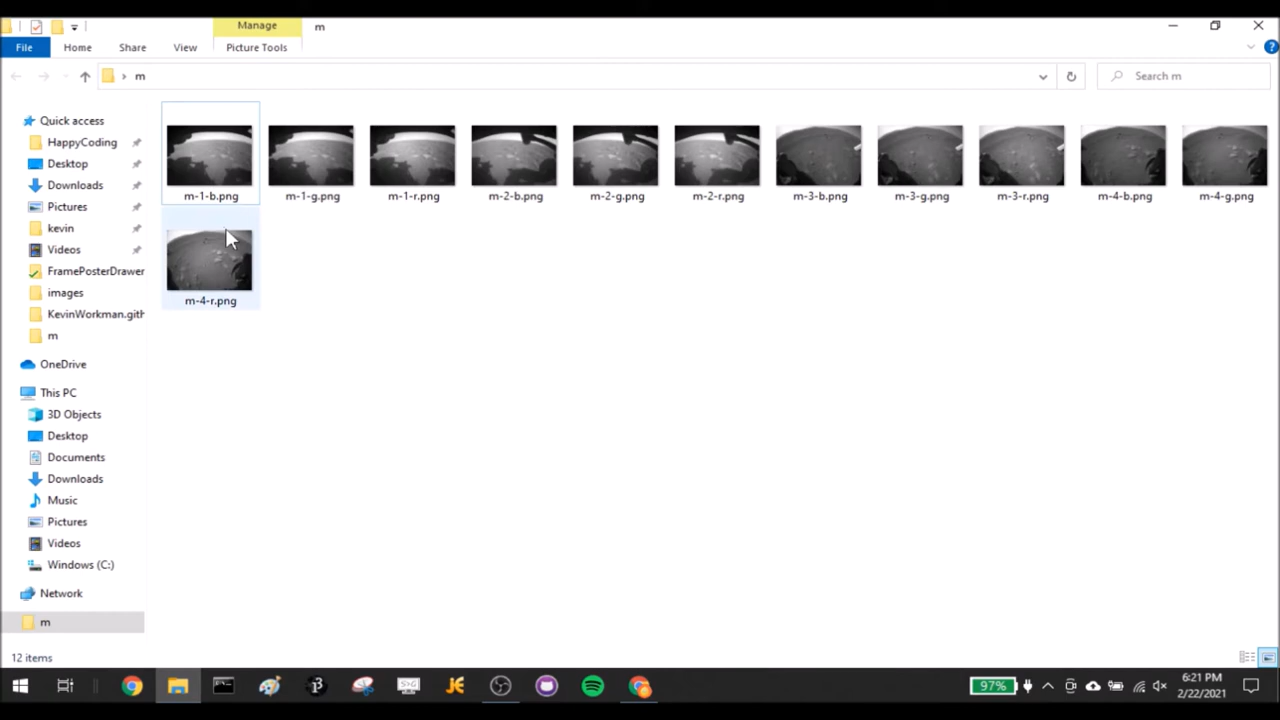 Manage
m
File
Home
Share
View
Picture Tools
m
Search m
Quick access
HappyCoding
Desktop
Downloads
Pictures
kevin
Videos
FramePosterDrawer
images
KevinWorkman.gith
m
OneDrive
This PC
3D Objects
Desktop
Documents
Downloads
Music
Pictures
Videos
Windows (C:)
Network
m
m-1-b.png
m-1-g.png
m-1-r.png
m-2-b.png
m-2-g.png
m-2-r.png
m-3-b.png
m-3-g.png
m-3-r.png
m-4-b.png
m-4-g.png
m-4-r.png
12 items
97%
6:21 PM
2/22/2021